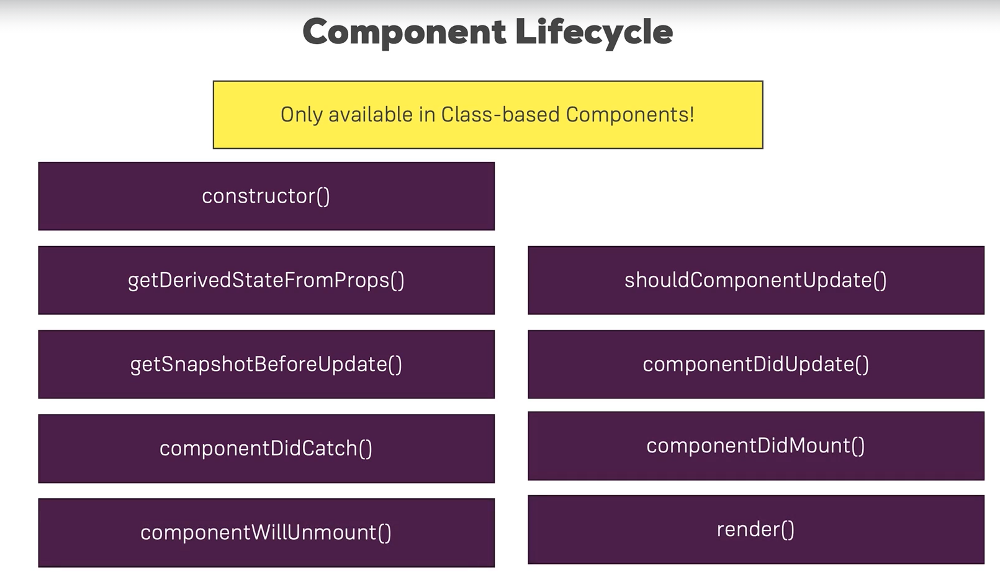 Component Lifecycle
Only available in Class-based Components!
constructor()
getDerivedStateFromProps()
shouldComponentUpdate()
getSnapshotBeforeUpdate()
componentDidUpdate()
componentDidCatch()
componentDidMount()
componentWillUnmount()
render()